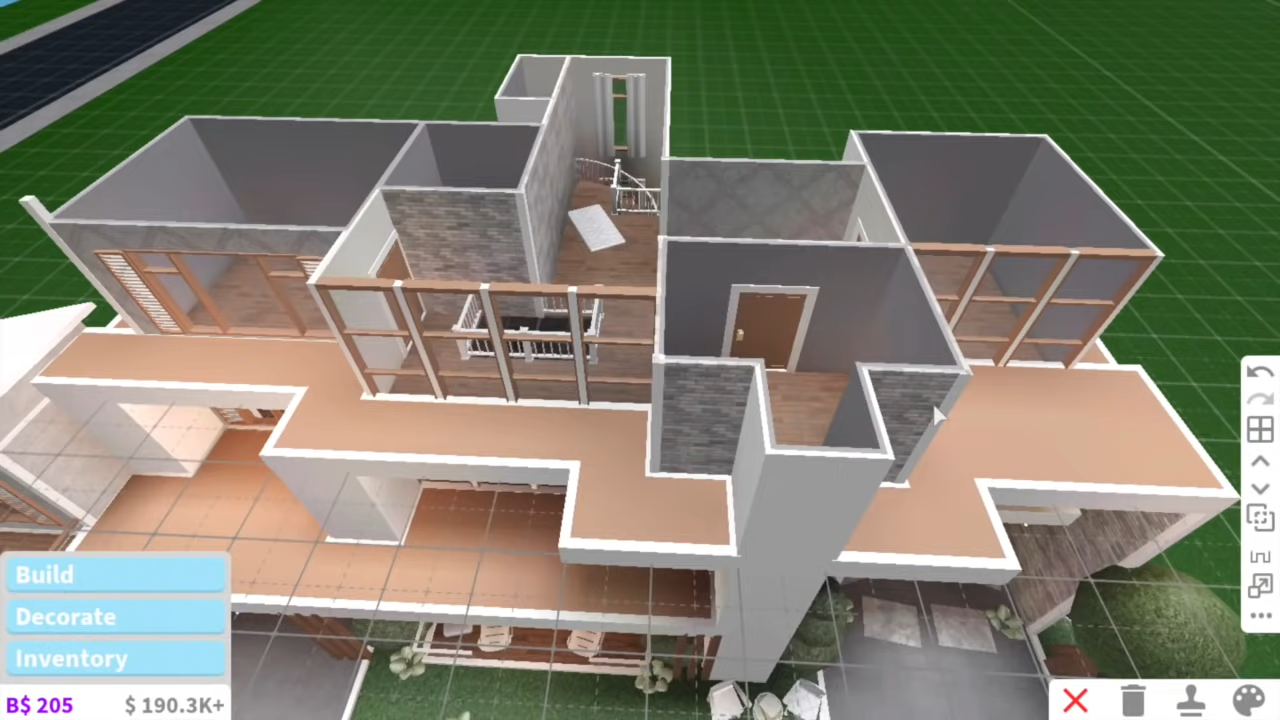 Build
Decorate
Inventory
B$ 205 $ 190.3K+